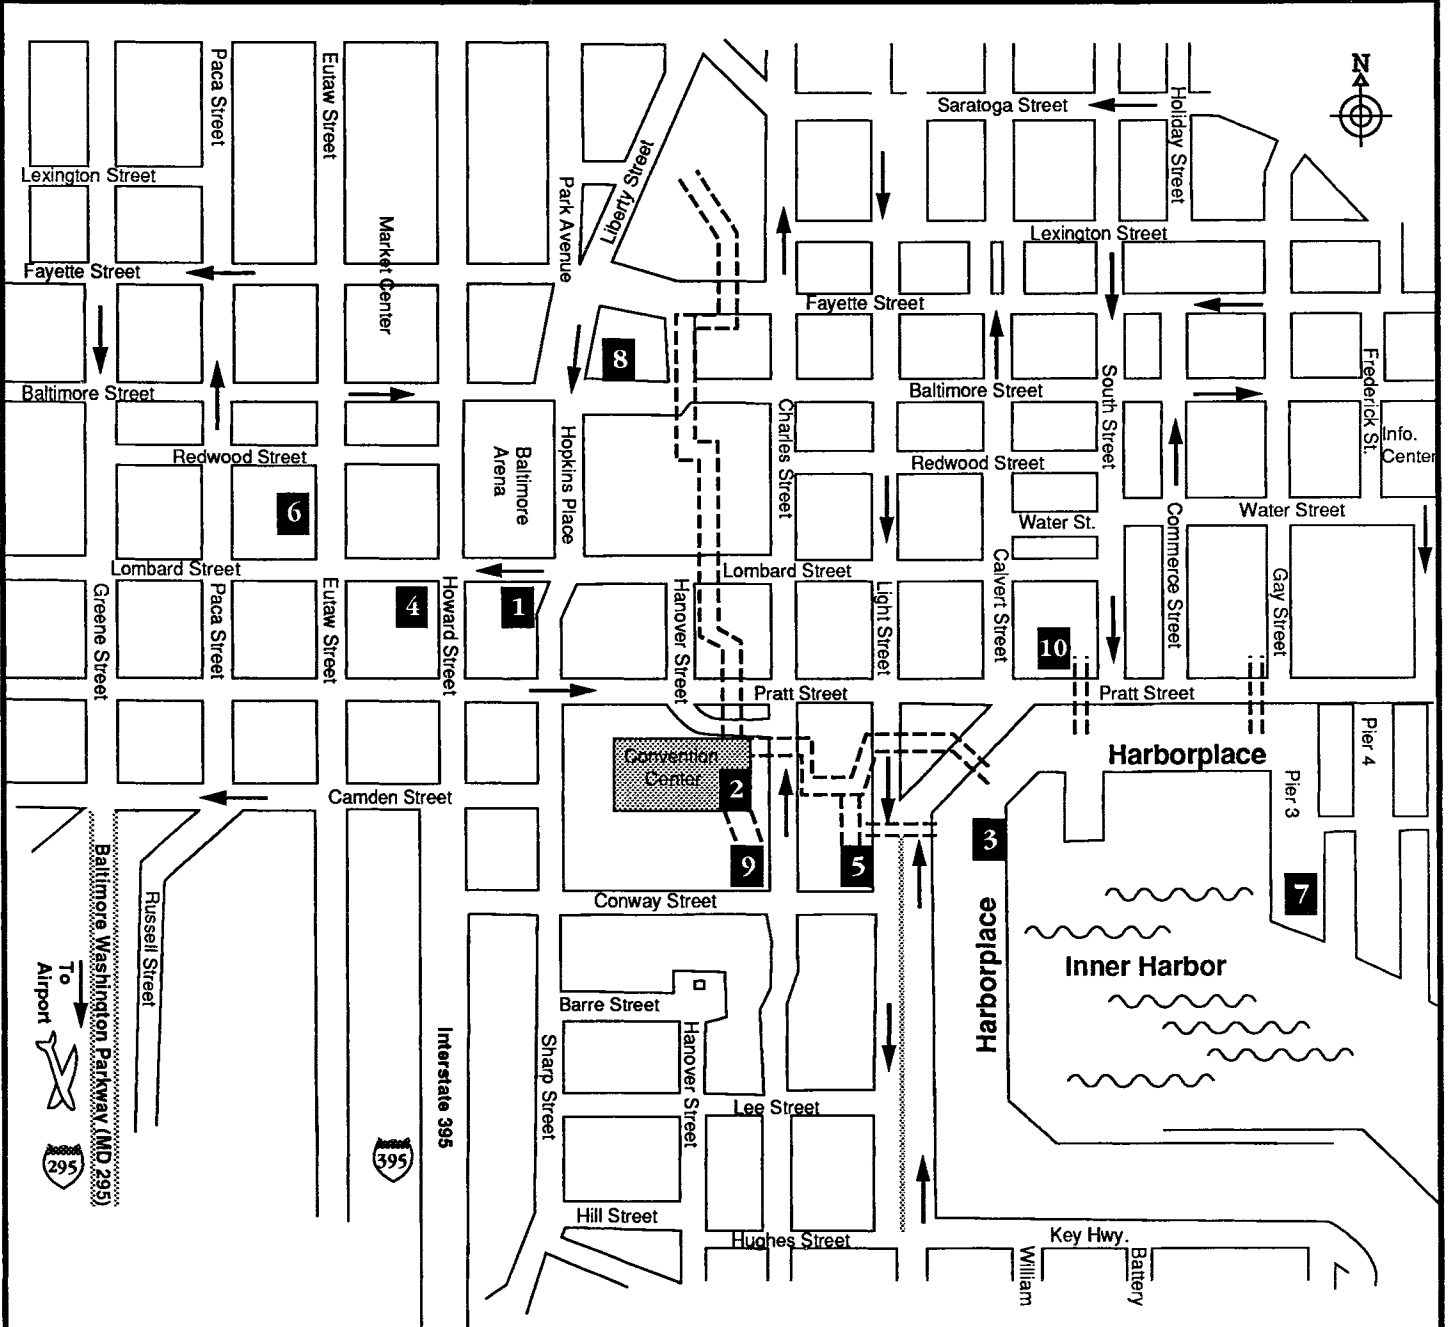 N
Saratoga Street
Paca Street
Eutaw Street
Holiday Street
Liberty Street
Lexington Street
Park Avenue
Lexington Street
Market Center
Fayette Street
Fayette Street
8
Baltimore Street
Baltimore Street
South Street
Frederick St.
Charles Street
Info.
Center
Redwood Street
Baltimore
Arena
Hopkins Place
Redwood Street
6
Water St.
Commerce Street
Water Street
Lombard Street
Lombard Street
Greene Street
Paca Street
Eutaw Street
4
Howard Street
1
Hanover Street
Light Street
Calvert Street
10
Gay Street
Pratt Street
Pratt Street
Harborplace
Pier 4
Pier 3
Convention
Center
2
Camden Street
3
9
5
7
Conway Street
Baltimore Washington Parkway (MD 295)
Russell Street
To
Airport
Harborplace
Inner Harbor
Barre Street
Interstate 395
Sharp Street
Hanover Street
Lee Street
295
395
Hill Street
Hughes Street
Key Hwy.
William
Battery